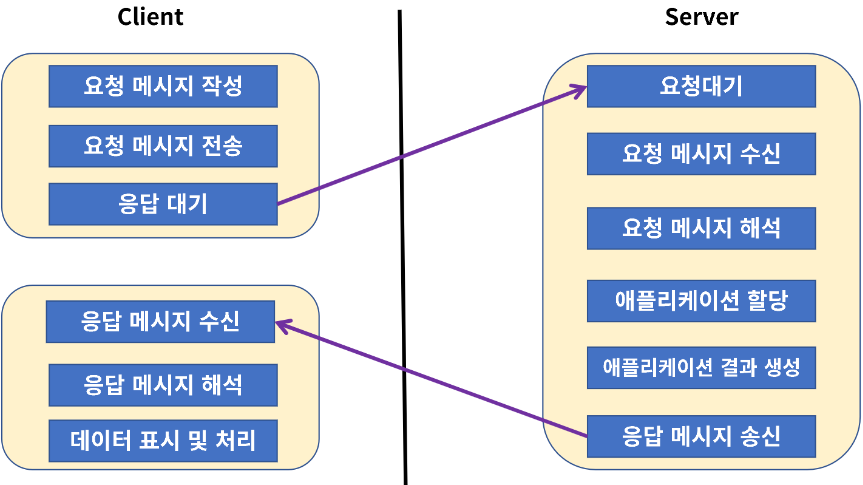 Client
요청 메시지 작성
요청 메시지 전송
응답 대기
응답 메시지 수신
응답 메시지 해석
데이터 표시 및 처리
Server
요청대기
요청 메시지 수신
요청 메시지 해석
애플리케이션 할당
애플리케이션 결과 생성
응답 메시지 송신